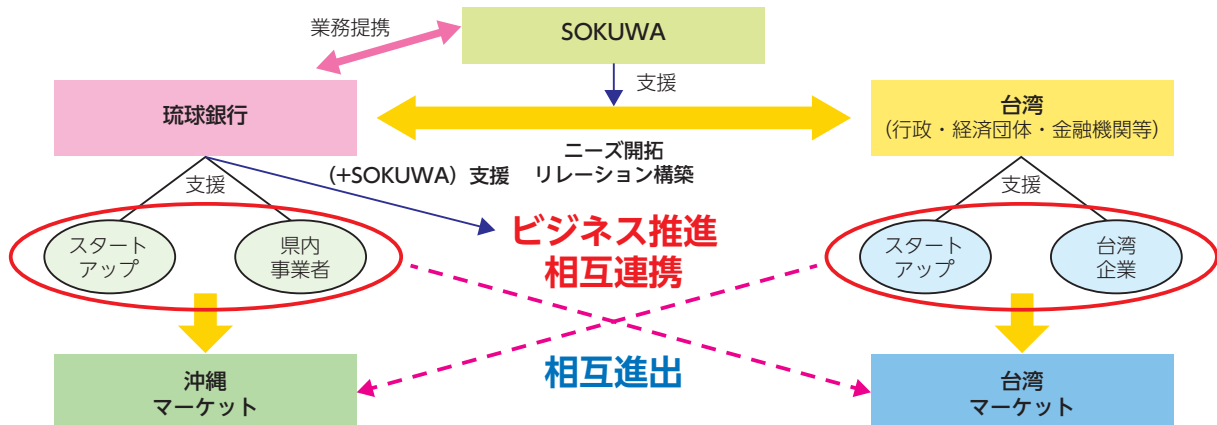 業務提携
SOKUWA
支援
琉球銀行
台湾
（行政・経済団体・金融機関等）
ニーズ開拓
リレーション構築
支援
（+SOKUWA）支援
支援
スタート
アップ
県内
事業者
ビジネス推進
相互連携
スタート
アップ
台湾
企業
沖縄
マーケット
相互進出
台湾
マーケット